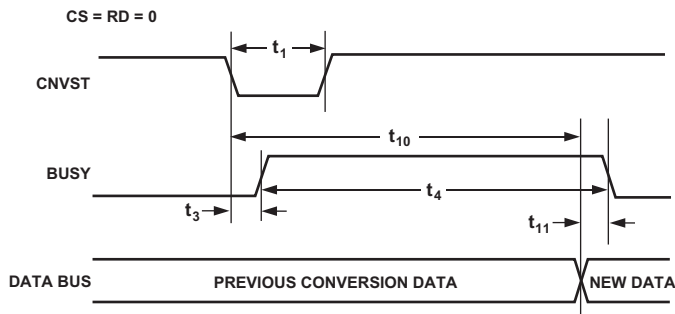 CS = RD = 0
t1
CNVST
t10
BUSY
t3
t4
t11
DATA BUS
PREVIOUS CONVERSION DATA
NEW DATA